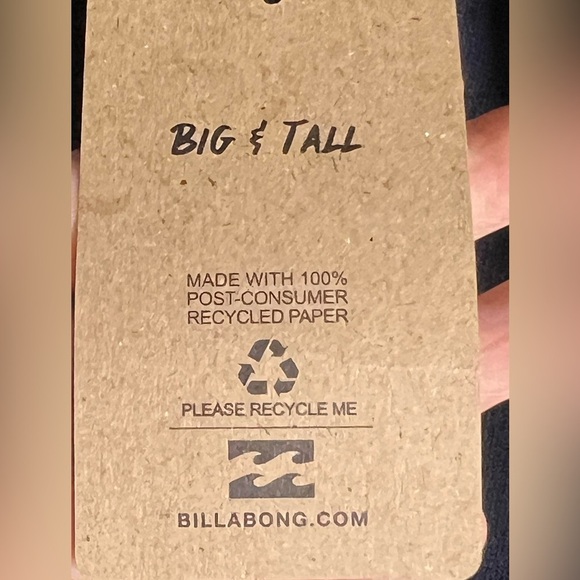 BIG & TALL
MADE WITH 100%
POST-CONSUMER
RECYCLED PAPER
PLEASE RECYCLE ME
BILLABONG.COM